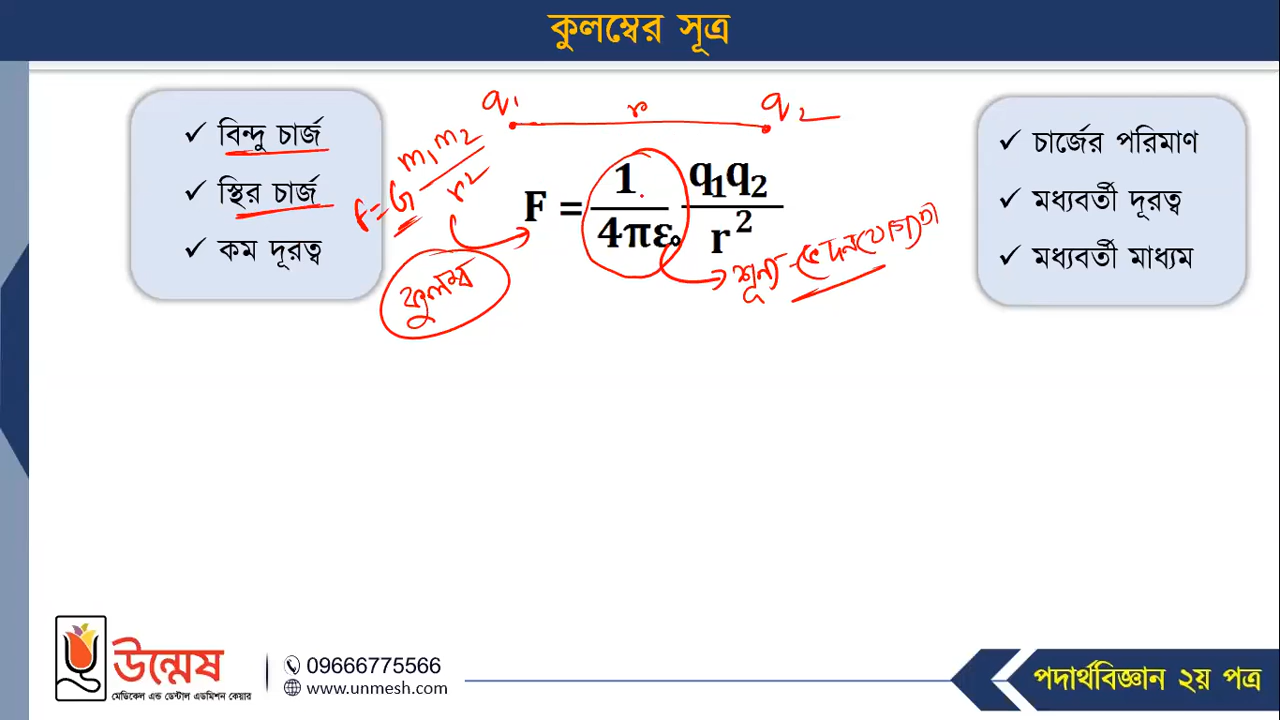 কুলম্বের সূত্র
✓ বিন্দু চার্জ
✓ স্থির চার্জ
✓ কম দূরত্ব
q₁ r q₂
F = G m₁m₂ / r²
F = 1/4πε₀ q₁q₂/r²
কুলম্ব
শূন্য - ভেদনযোগ্যতা
✓ চার্জের পরিমাণ
✓ মধ্যবর্তী দূরত্ব
✓ মধ্যবর্তী মাধ্যম
উন্মেষ
মেডিকেল এন্ড ডেন্টাল এডমিশন কেয়ার
09666775566
www.unmesh.com
পদার্থবিজ্ঞান ২য় পত্র